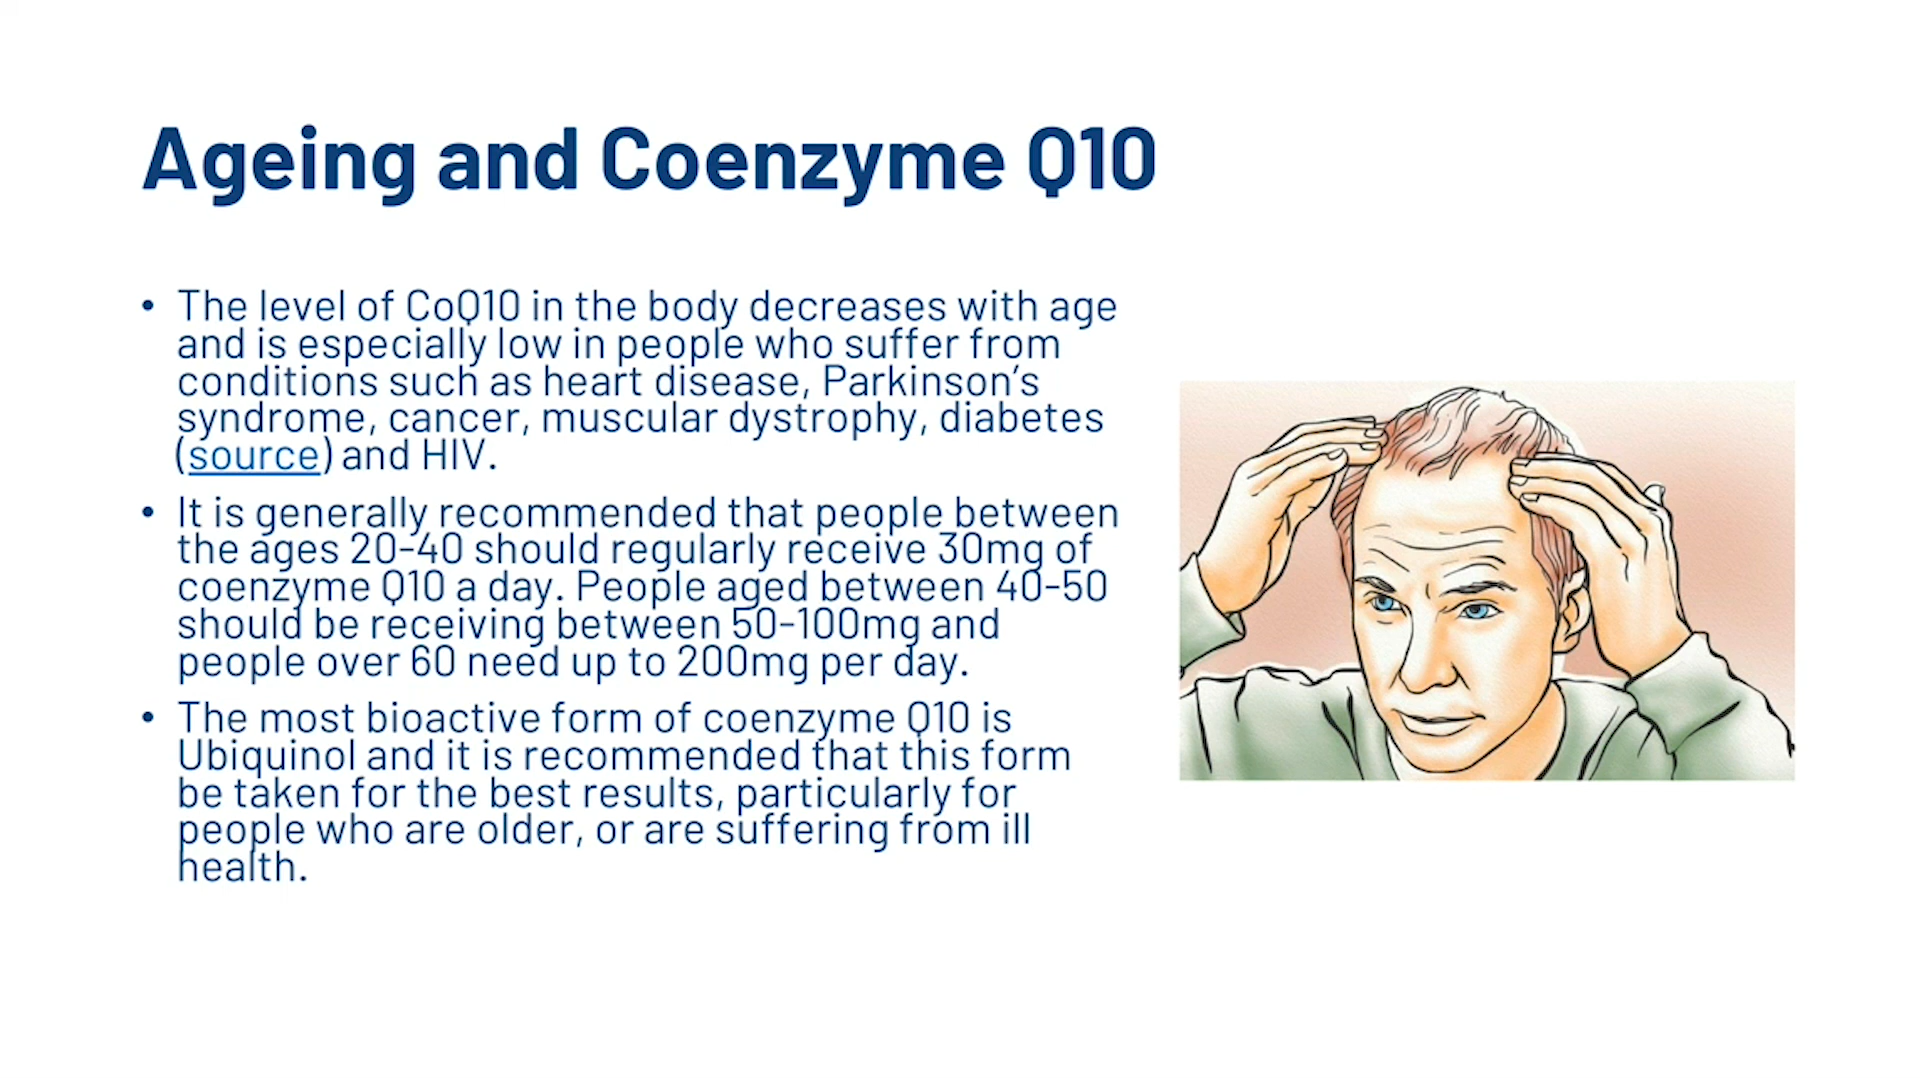 Ageing and Coenzyme Q10
• The level of CoQ10 in the body decreases with age
and is especially low in people who suffer from
conditions such as heart disease, Parkinson's
syndrome, cancer, muscular dystrophy, diabetes
(source) and HIV.
• It is generally recommended that people between
the ages 20-40 should regularly receive 30mg of
coenzyme Q10 a day. People aged between 40-50
should be receiving between 50-100mg and
people over 60 need up to 200mg per day.
• The most bioactive form of coenzyme Q10 is
Ubiquinol and it is recommended that this form
be taken for the best results, particularly for
people who are older, or are suffering from ill
health.